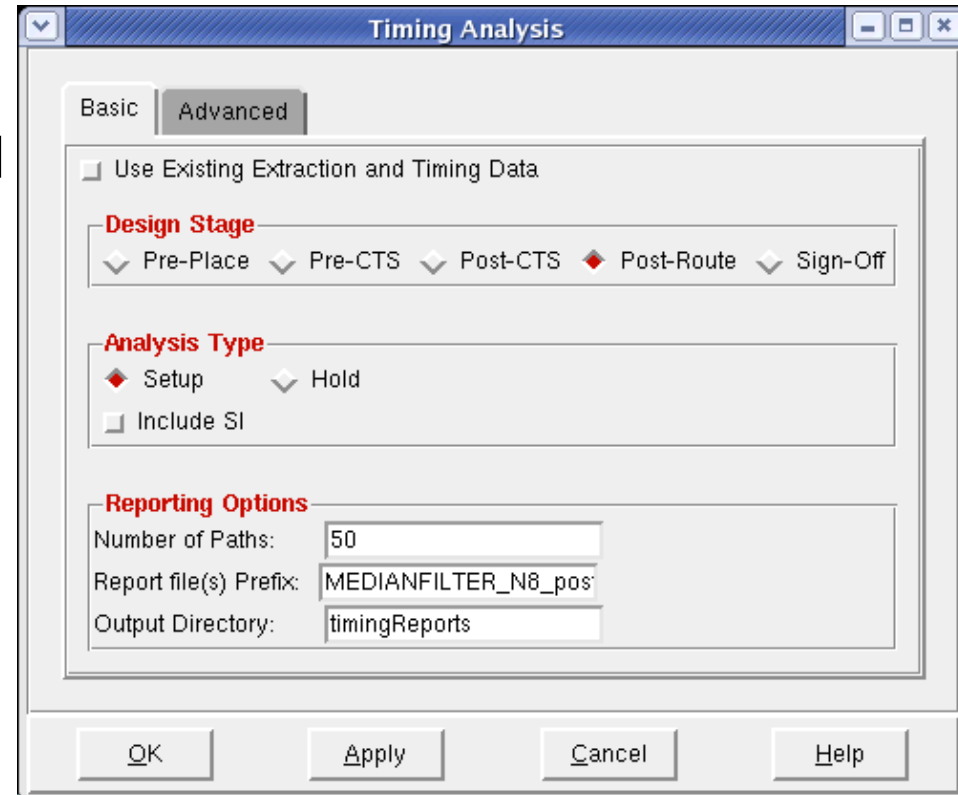 Timing Analysis
Basic Advanced
Use Existing Extraction and Timing Data
Design Stage
Pre-Place Pre-CTS Post-CTS Post-Route Sign-Off
Analysis Type
Setup Hold
Include SI
Reporting Options
Number of Paths: 50
Report file(s) Prefix: MEDIANFILTER_N8_post
Output Directory: timingReports
OK Apply Cancel Help